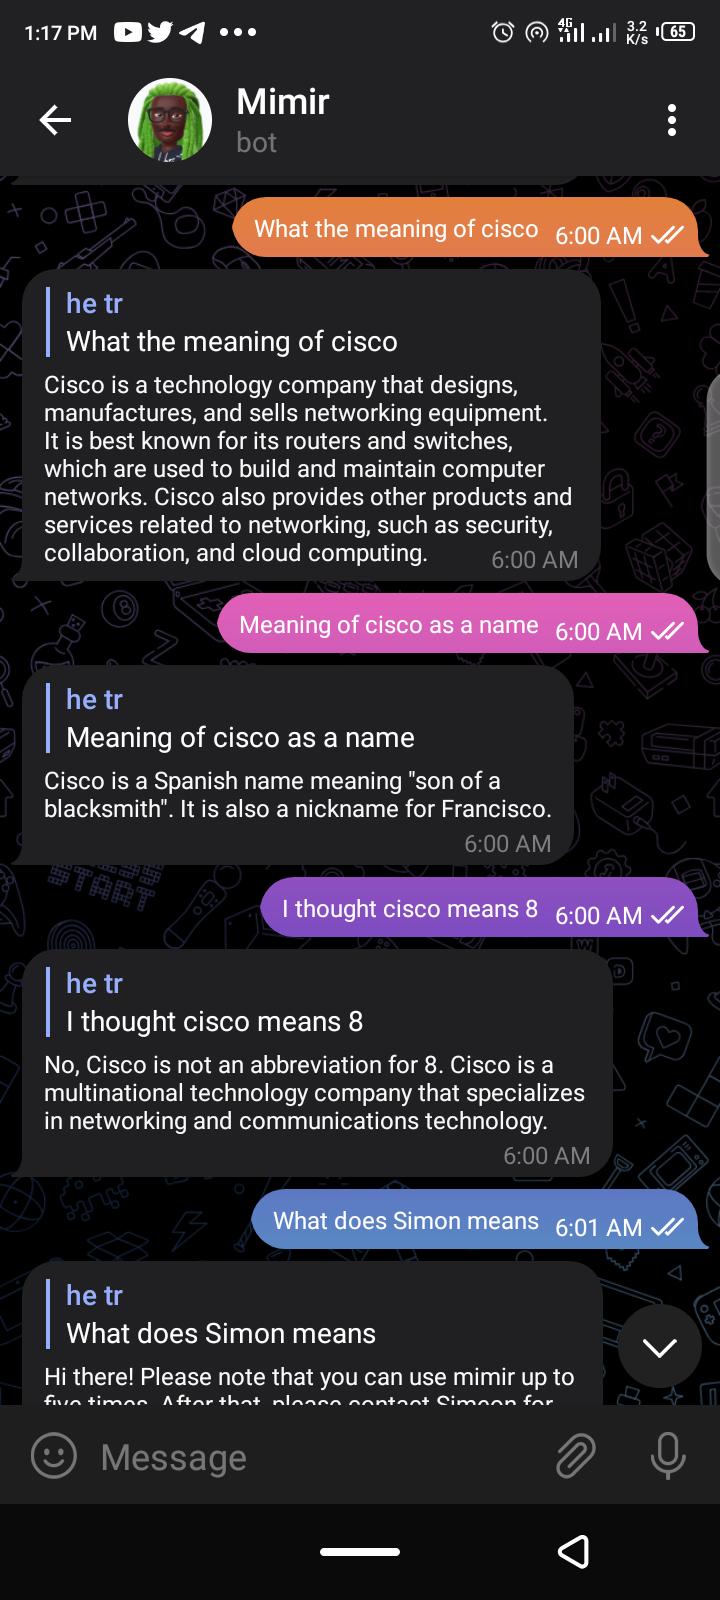 1:17 PM
4G
3.2
K/s
65
Mimir
bot
What the meaning of cisco 6:00 AM
he tr
What the meaning of cisco
Cisco is a technology company that designs,
manufactures, and sells networking equipment.
It is best known for its routers and switches,
which are used to build and maintain computer
networks. Cisco also provides other products and
services related to networking, such as security,
collaboration, and cloud computing. 6:00 AM
Meaning of cisco as a name 6:00 AM
he tr
Meaning of cisco as a name
Cisco is a Spanish name meaning "son of a
blacksmith". It is also a nickname for Francisco.
6:00 AM
I thought cisco means 8 6:00 AM
he tr
I thought cisco means 8
No, Cisco is not an abbreviation for 8. Cisco is a
multinational technology company that specializes
in networking and communications technology.
6:00 AM
What does Simon means 6:01 AM
he tr
What does Simon means
Hi there! Please note that you can use mimir up to
five times. After that, please contact Simeon for
Message